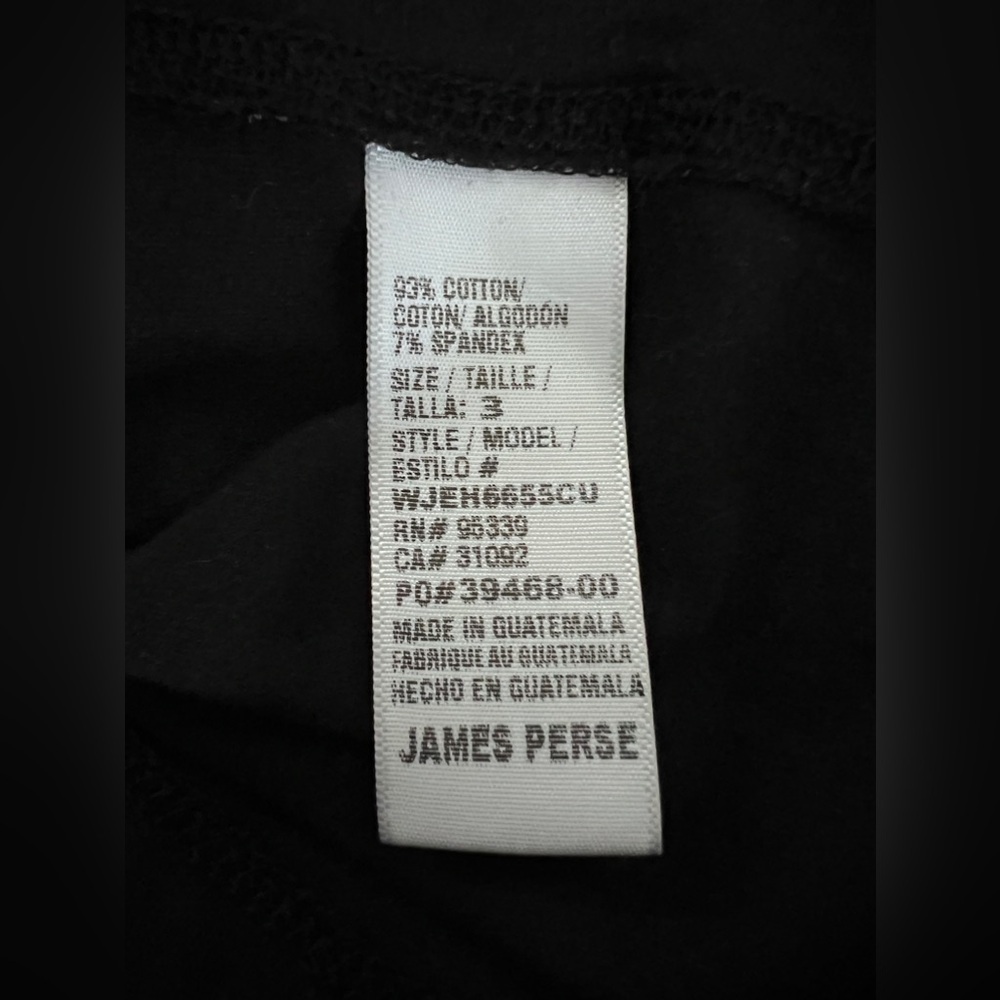 93% COTTON/
COTON/ ALGODÓN
7% SPANDEX
SIZE / TAILLE /
TALLA: 3
STYLE / MODEL /
ESTILO #
WJEH6655CU
RN# 95339
CA# 31092
PO#39468-00
MADE IN GUATEMALA
FABRIQUE AU GUATEMALA
HECHO EN GUATEMALA
JAMES PERSE